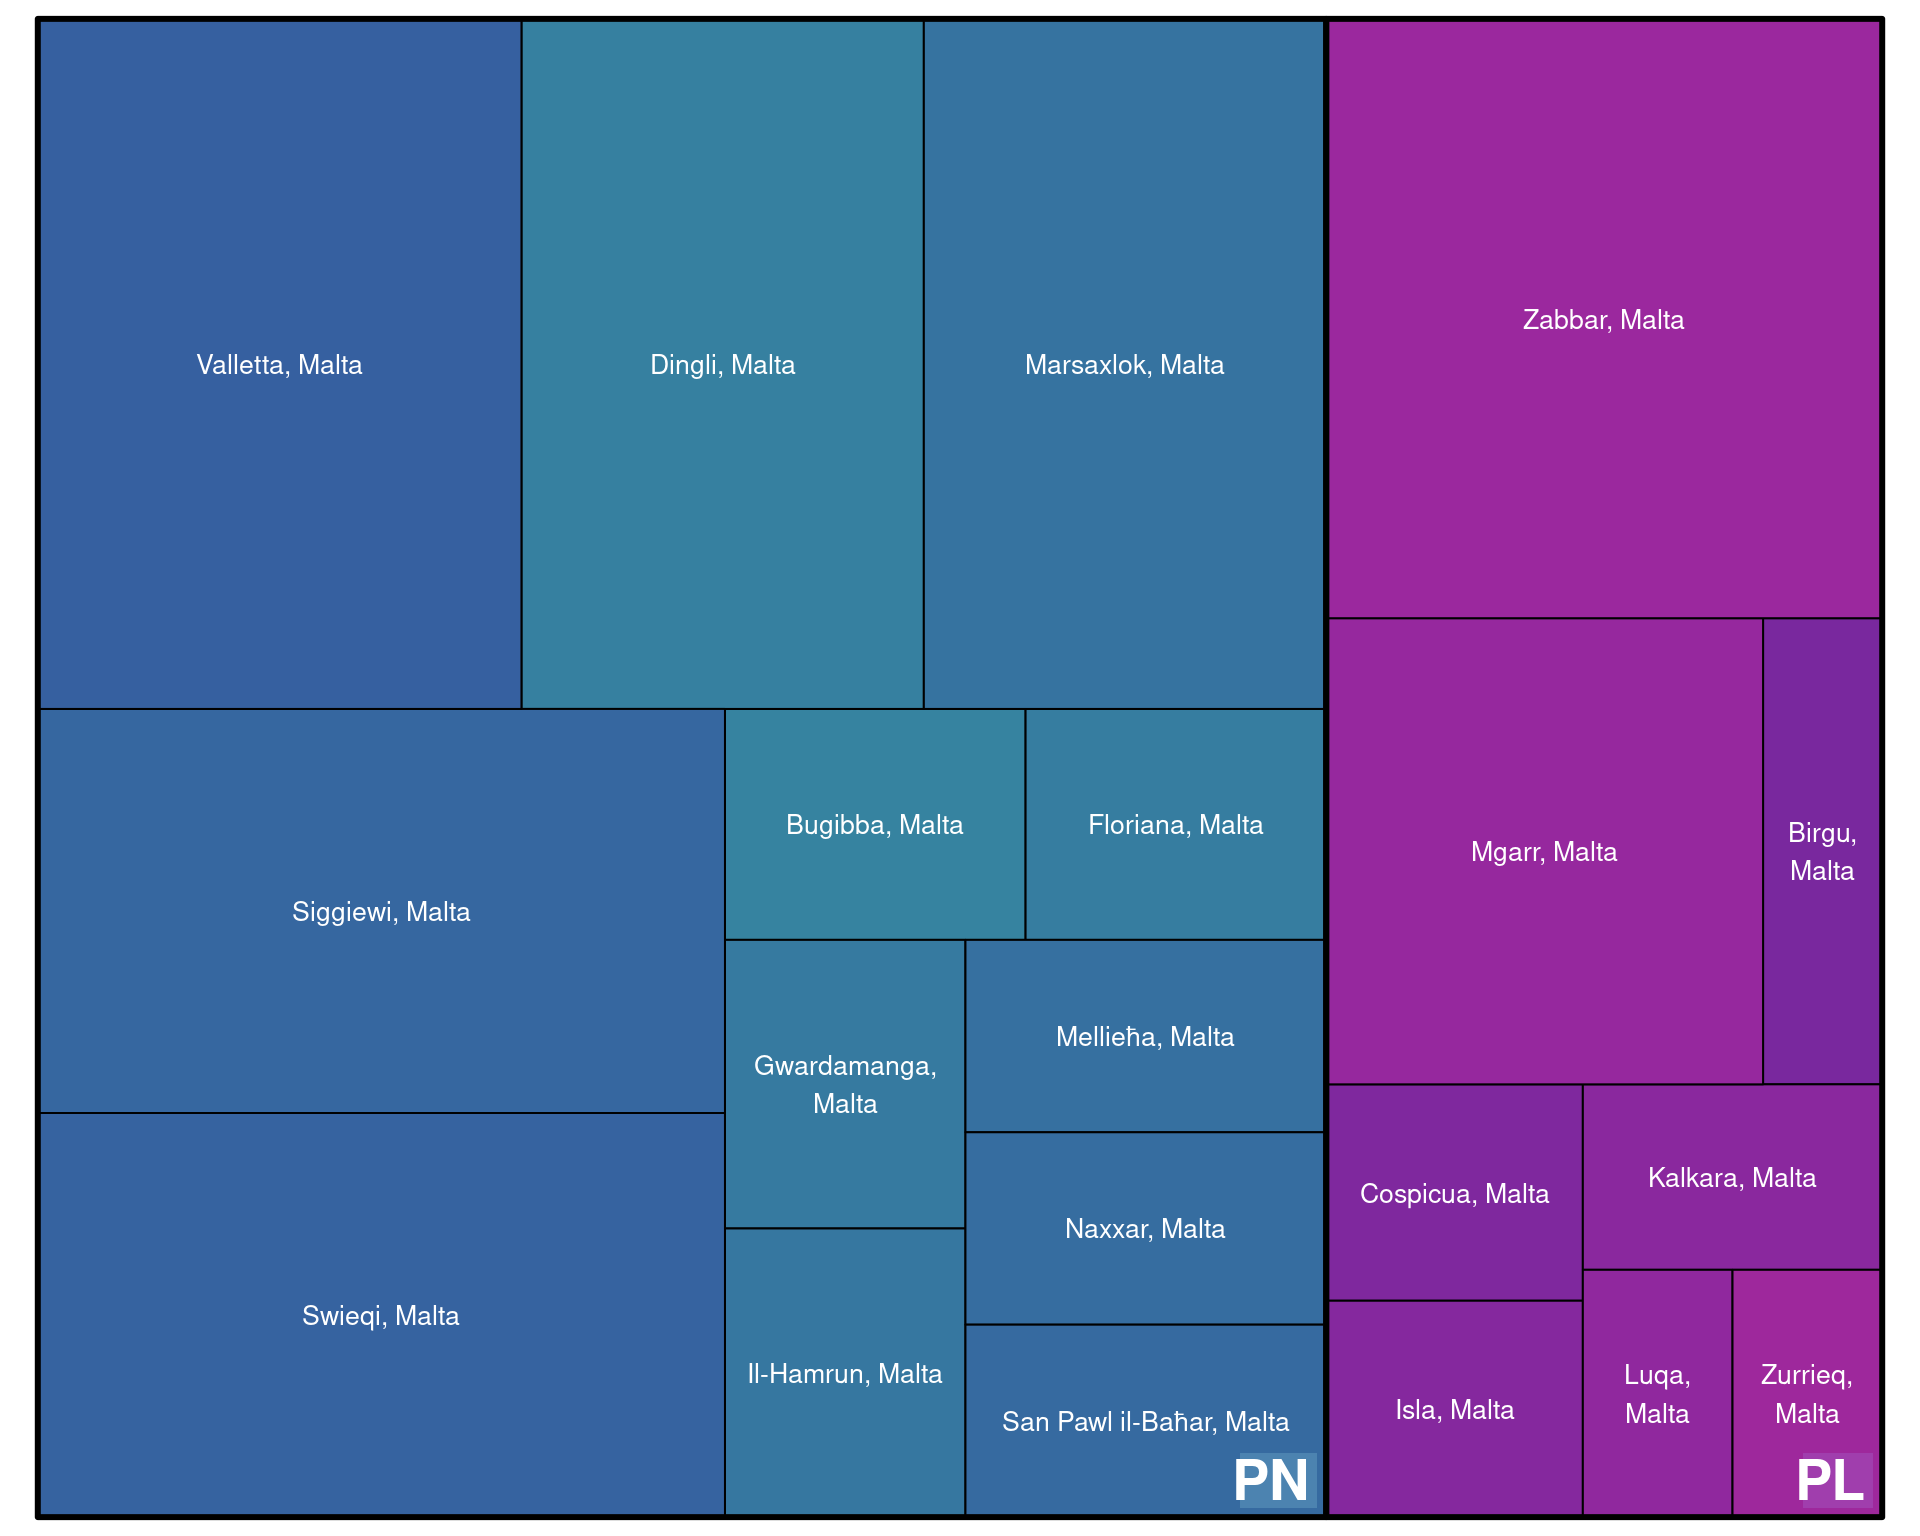 Valletta, Malta
Dingli, Malta
Marsaxlok, Malta
Siggiewi, Malta
Swieqi, Malta
Bugibba, Malta
Floriana, Malta
Gwardamanga,
Malta
Il-Hamrun, Malta
Mellieħa, Malta
Naxxar, Malta
San Pawl il-Baħar, Malta
PN
Zabbar, Malta
Mgarr, Malta
Birgu,
Malta
Cospicua, Malta
Isla, Malta
Kalkara, Malta
Luqa,
Malta
Zurrieq,
Malta
PL